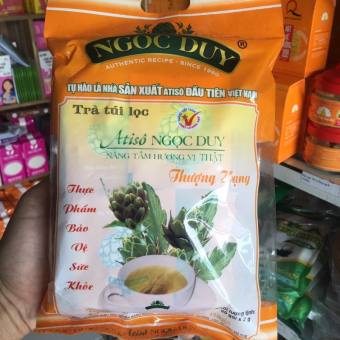 NGỌC DUY®
AUTHENTIC RECIPE - SINCE 1990
TỰ HÀO LÀ NHÀ SẢN XUẤT ATISO ĐẦU TIÊN VIỆT NAM
Trà túi lọc
Atisô NGỌC DUY
NÂNG TẦM HƯƠNG VỊ THẬT
Thượng Hạng
Thực
Phẩm
Bảo
Vệ
Sức
Khỏe